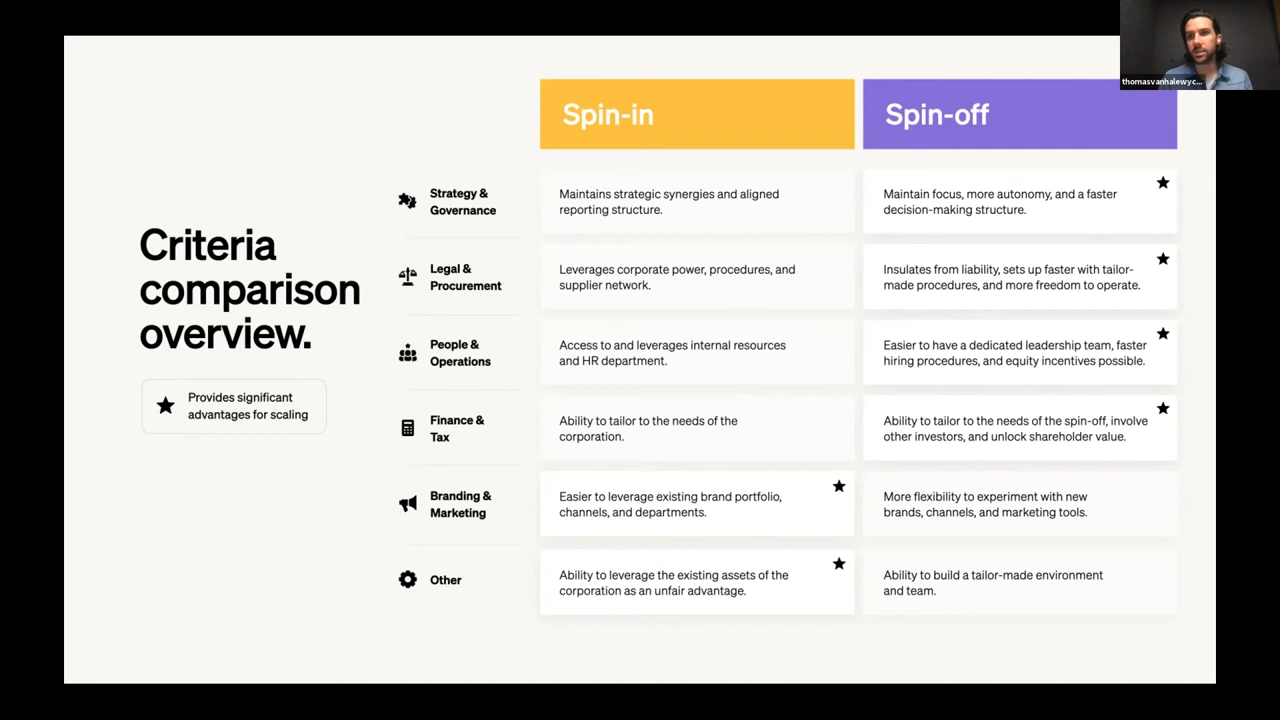 thomasvanhalewyc...
Spin-in
Spin-off
Criteria
comparison
overview.
Provides significant
advantages for scaling
Strategy &
Governance
Maintains strategic synergies and aligned
reporting structure.
Maintain focus, more autonomy, and a faster
decision-making structure.
Legal &
Procurement
Leverages corporate power, procedures, and
supplier network.
Insulates from liability, sets up faster with tailor-
made procedures, and more freedom to operate.
People &
Operations
Access to and leverages internal resources
and HR department.
Easier to have a dedicated leadership team, faster
hiring procedures, and equity incentives possible.
Finance &
Tax
Ability to tailor to the needs of the
corporation.
Ability to tailor to the needs of the spin-off, involve
other investors, and unlock shareholder value.
Branding &
Marketing
Easier to leverage existing brand portfolio,
channels, and departments.
More flexibility to experiment with new
brands, channels, and marketing tools.
Other
Ability to leverage the existing assets of the
corporation as an unfair advantage.
Ability to build a tailor-made environment
and team.